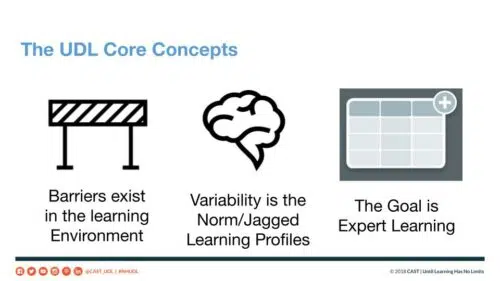 The UDL Core Concepts
Barriers exist
in the learning
Environment
Variability is the
Norm/Jagged
Learning Profiles
The Goal is
Expert Learning
@CAST_UDL | #NHUDL
© 2018 CAST | Until Learning Has No Limits